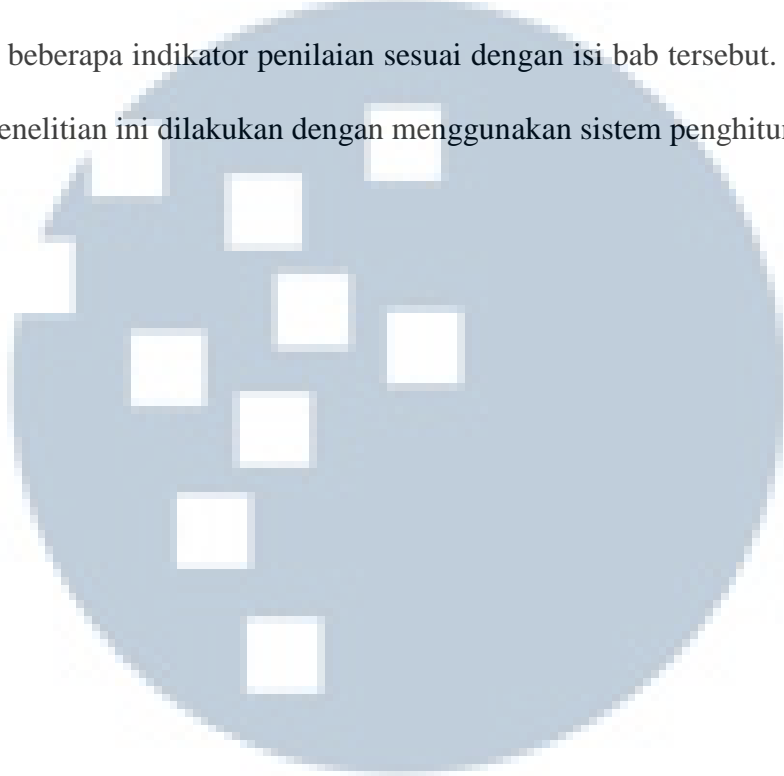 beberapa indikator penilaian sesuai dengan isi bab tersebut.
enelitian ini dilakukan dengan menggunakan sistem penghitu